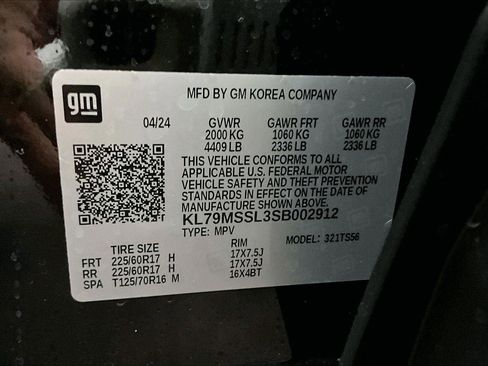 gm
MFD BY GM KOREA COMPANY
04/24 GVWR GAWR FRT GAWR RR
2000 KG 1060 KG 1060 KG
4409 LB 2336 LB 2336 LB
THIS VEHICLE CONFORMS TO ALL
APPLICABLE U.S. FEDERAL MOTOR
VEHICLE SAFETY AND THEFT PREVENTION
STANDARDS IN EFFECT ON THE DATE OF
MANUFACTURE SHOWN ABOVE.
KL79MSSL3SB002912
TYPE: MPV MODEL: 321TS56
TIRE SIZE RIM
FRT 225/60R17 H 17X7.5J
RR 225/60R17 H 17X7.5J
SPA T125/70R16 M 16X4BT